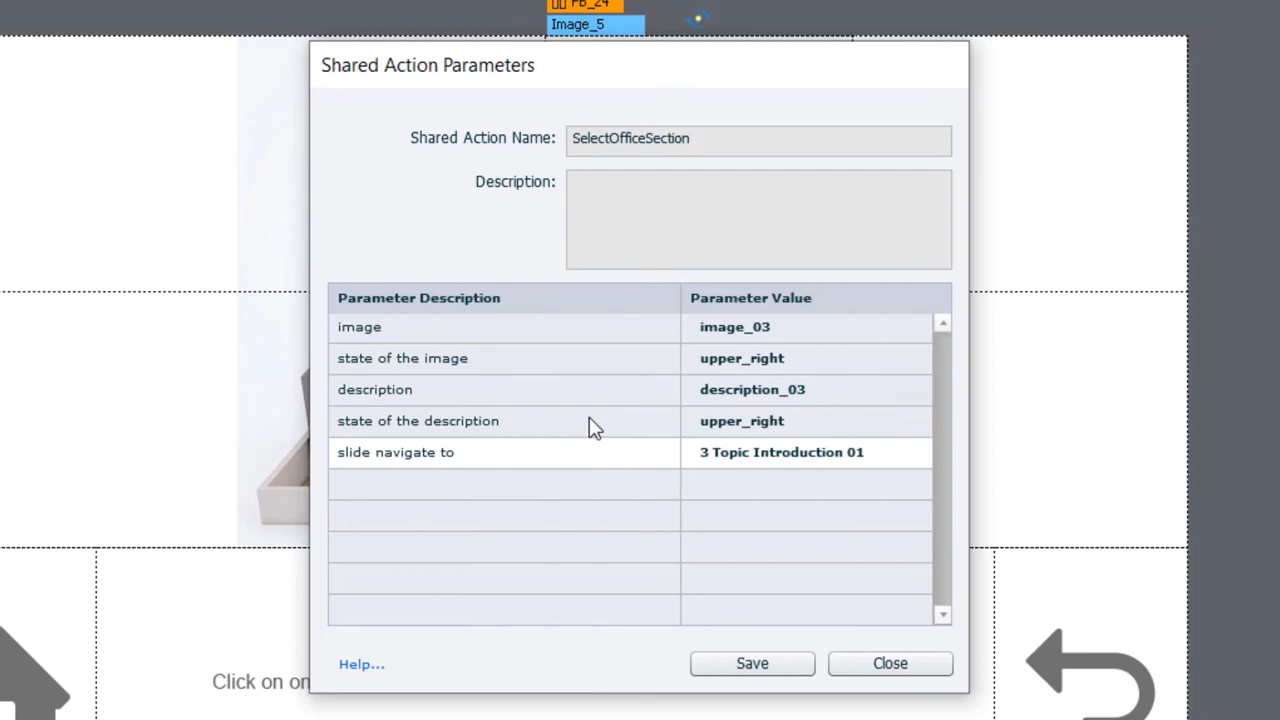 FB_24
Image_5
Shared Action Parameters
Shared Action Name: SelectOfficeSection
Description:
Parameter Description Parameter Value
image image_03
state of the image upper_right
description description_03
state of the description upper_right
slide navigate to 3 Topic Introduction 01
Help... Save Close
Click on